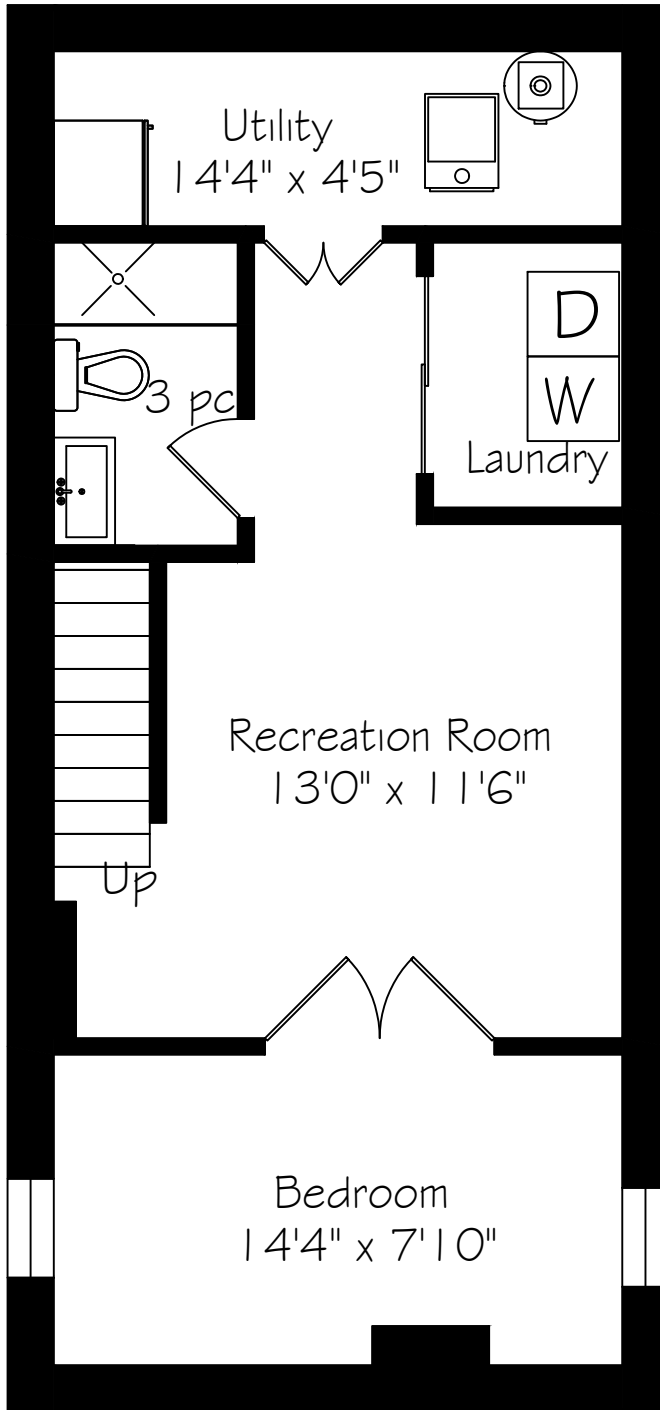 Utility
14'4" x 4'5"
D
3 pc
W
Laundry
Recreation Room
13'0" x 11'6"
Up
Bedroom
14'4" x 7'10"